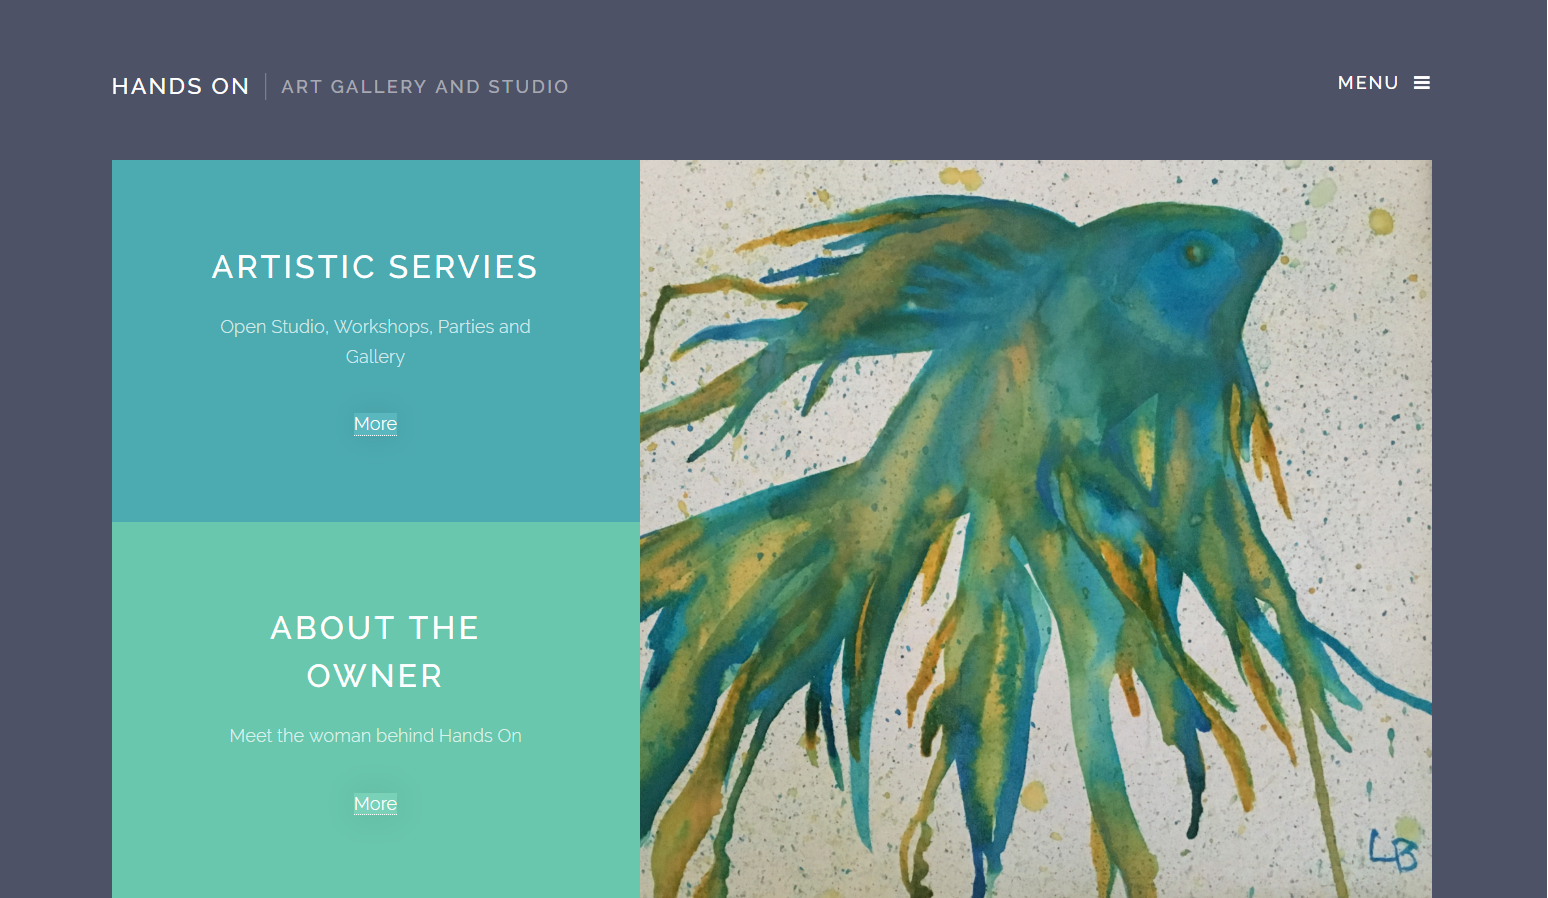 HANDS ON
ART GALLERY AND STUDIO
MENU
ARTISTIC SERVIES
Open Studio, Workshops, Parties and
Gallery
More
ABOUT THE
OWNER
Meet the woman behind Hands On
More
LB